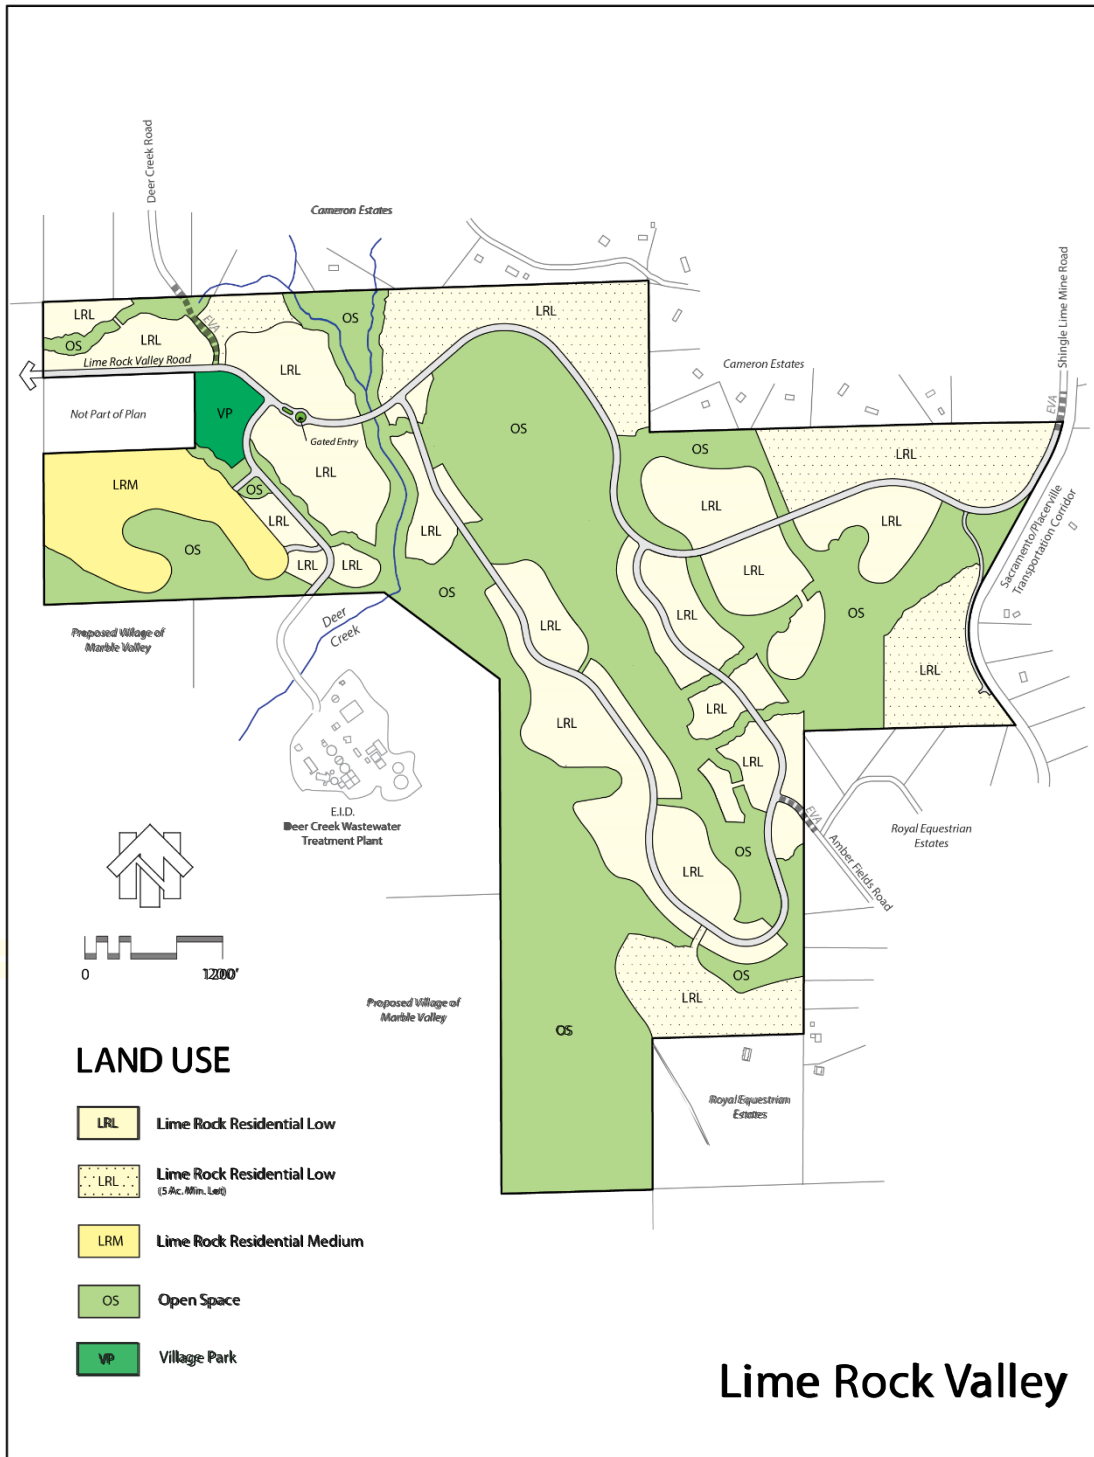 Deer Creek Road
Cameron Estates
Shingle Lime Mine Road
LRL
OS
LRL
EVA
Lime Rock Valley Road
OS
LRL
LRL
Cameron Estates
EVA
Not Part of Plan
VP
Gated Entry
OS
OS
LRL
LRL
LRM
OS
LRL
LRL
LRL
LRL
OS
LRL
LRL
LRL
OS
LRL
OS
LRL
LRL
OS
Sacramento/Placerville
Transportation Corridor
Deer
Creek
Proposed Village of
Marble Valley
LRL
LRL
LRL
LRL
LRL
E.I.D.
Deer Creek Wastewater
Treatment Plant
EVA
Royal Equestrian
Estates
Amber Fields Road
OS
LRL
OS
LRL
0
1200'
Proposed Village of
Marble Valley
OS
Royal Equestrian
Estates
LAND USE
LRL Lime Rock Residential Low
LRL Lime Rock Residential Low
(5 Ac. Min. Lot)
LRM Lime Rock Residential Medium
OS Open Space
VP Village Park
Lime Rock Valley